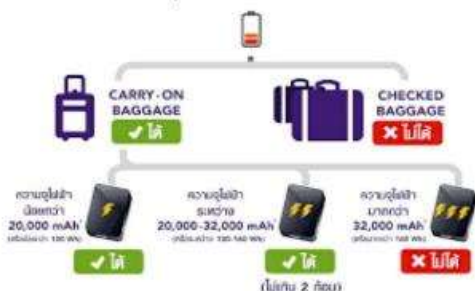 CARRY-ON
BAGGAGE
ได้
CHECKED
BAGGAGE
ไม่ได้
ความจุไฟฟ้า
น้อยกว่า
20,000 mAh
ได้
ความจุไฟฟ้า
ระหว่าง
20,000-32,000 mAh
ได้
(ไม่เกิน 2 ก้อน)
ความจุไฟฟ้า
มากกว่า
32,000 mAh
ไม่ได้